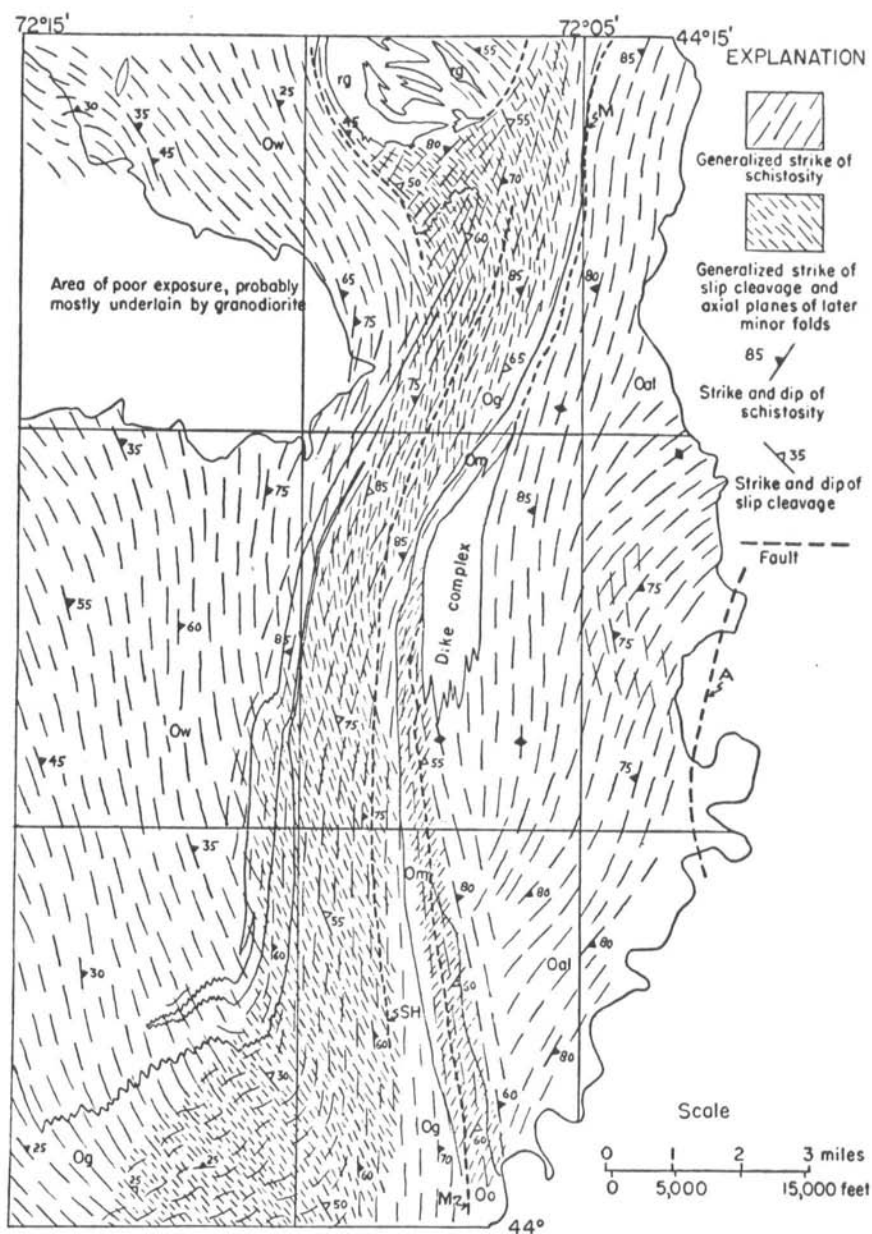 72°15′
72°05′
44°15′
EXPLANATION
Generalized strike of
schistosity
Generalized strike of
slip cleavage and
axial planes of later
minor folds
85
Strike and dip of
schistosity
35
Strike and dip of
slip cleavage
Fault
Scale
0 1 2 3 miles
0 5,000 15,000 feet
44°
rg
rg
55
85
M
30
35
25
45
Ow
45
80
55
50
70
60
Area of poor exposure, probably
mostly underlain by granodiorite
65
75
85
80
65
75
Og
Oal
35
75
85
Om
85
85
Dike complex
55
60
85
75
75
A
Ow
75
45
55
75
75
35
Om
80
80
55
60
30
60
Oal
80
SH
60
30
80
60
25
Og
25
25
60
Og
70
60
50
Mz
Oo